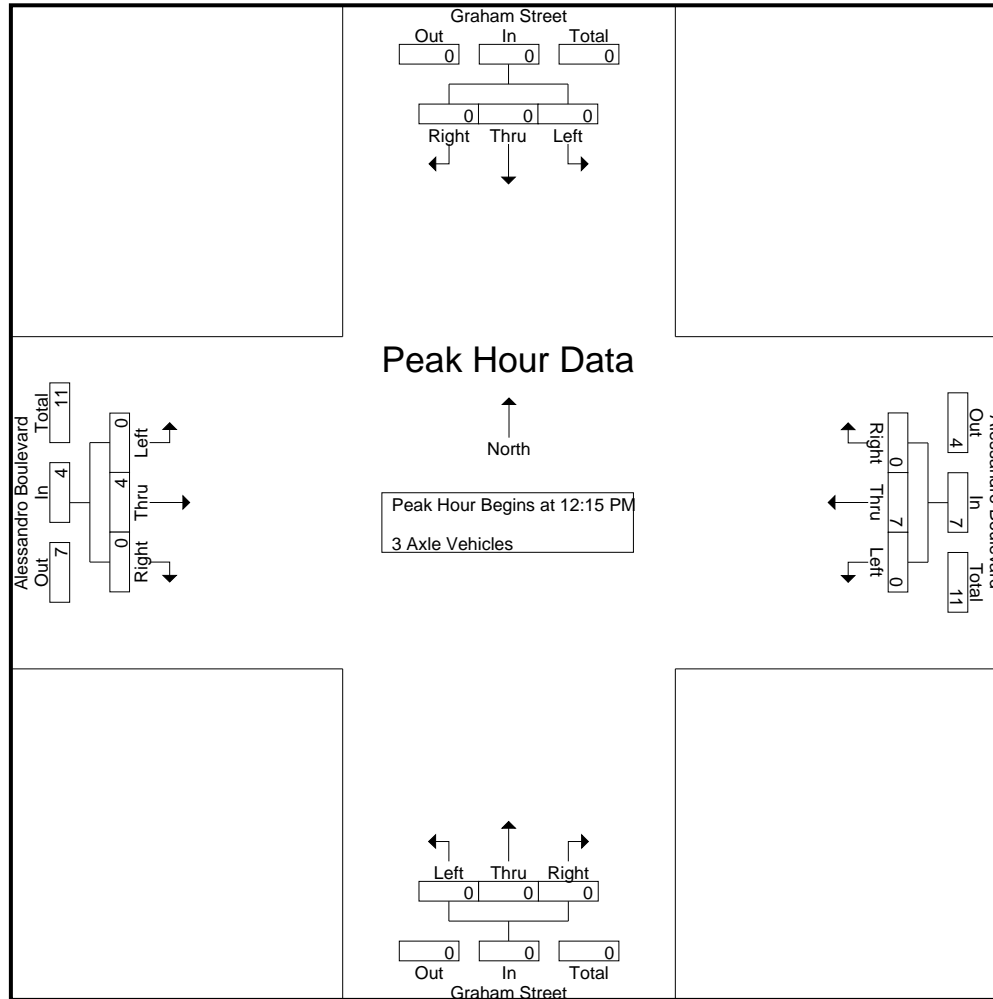 Graham Street
Out In Total
0 0 0
0 0 0
Right Thru Left
Peak Hour Data
North
Peak Hour Begins at 12:15 PM
3 Axle Vehicles
Alessandro Boulevard
Out In Total
7 4 11
Right Thru Left
0 4 0
Out In Total
4 7 11
Right Thru Left
0 7 0
Left Thru Right
0 0 0
0 0 0
Out In Total
Graham Street